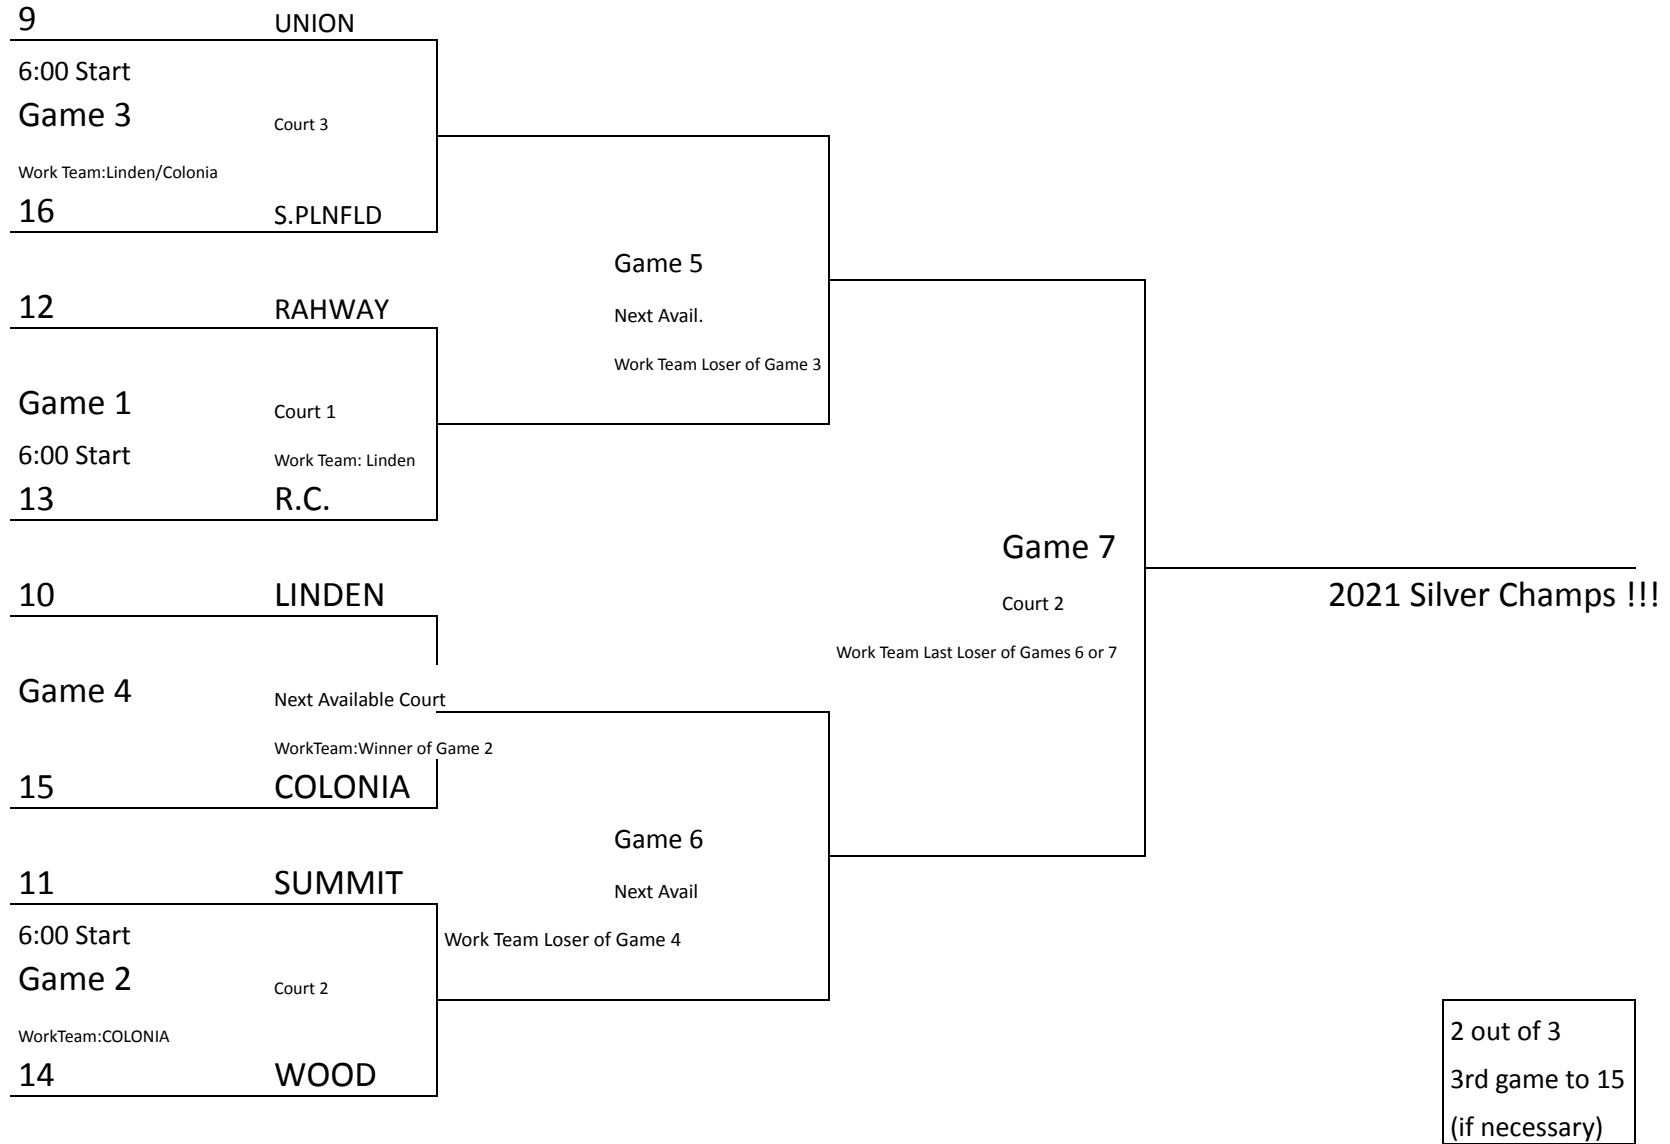 9 UNION
6:00 Start
Game 3 Court 3
Work Team:Linden/Colonia
16 S.PLNFLD
Game 5
12 RAHWAY
Next Avail.
Work Team Loser of Game 3
Game 1 Court 1
6:00 Start Work Team: Linden
13 R.C.
Game 7
10 LINDEN
Court 2
2021 Silver Champs !!!
Work Team Last Loser of Games 6 or 7
Game 4 Next Available Court
WorkTeam:Winner of Game 2
15 COLONIA
Game 6
11 SUMMIT
Next Avail
6:00 Start
Work Team Loser of Game 4
Game 2 Court 2
WorkTeam:COLONIA
14 WOOD
2 out of 3
3rd game to 15
(if necessary)